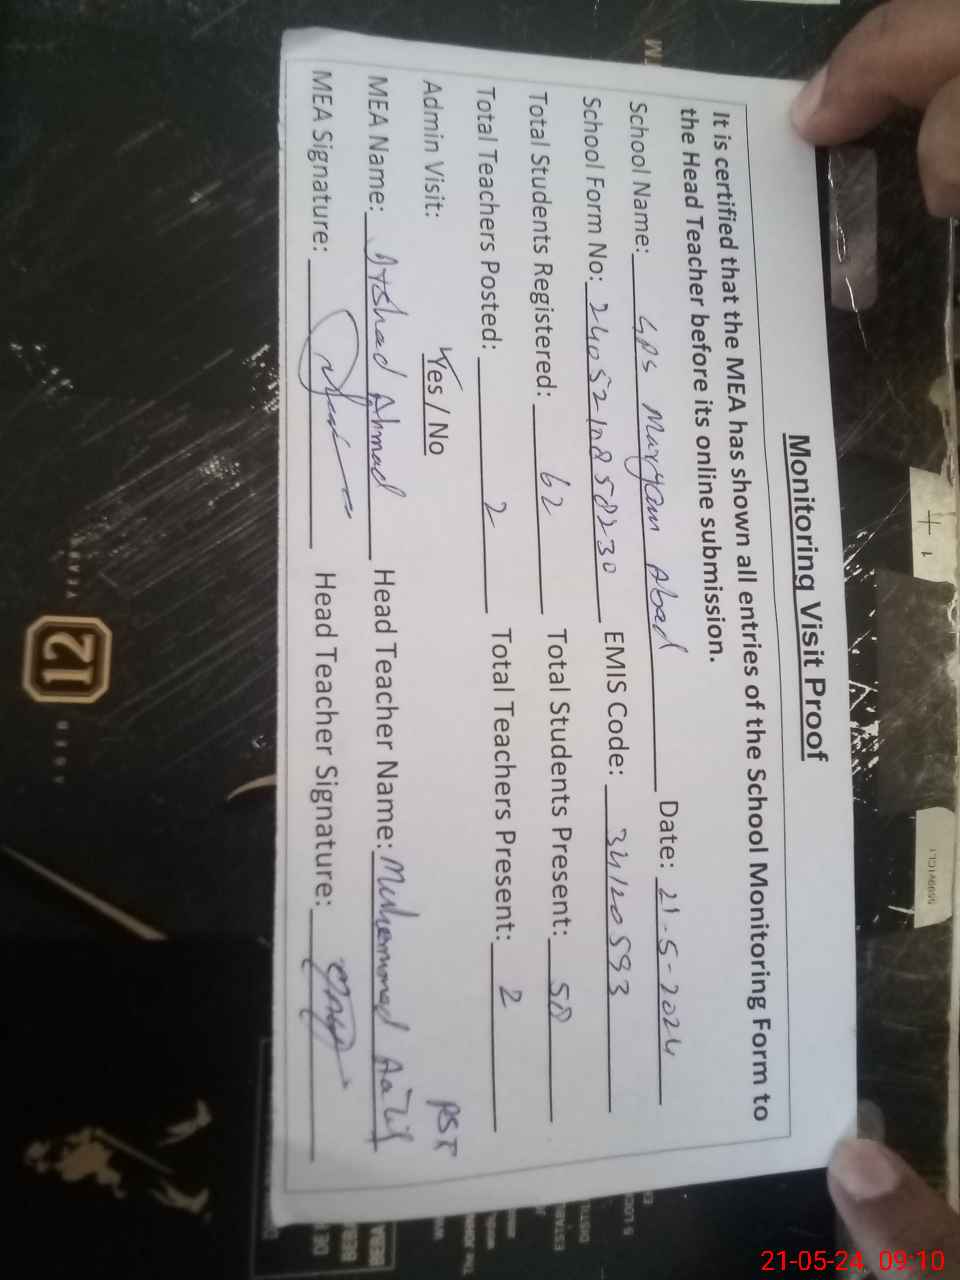 Monitoring Visit Proof
It is certified that the MEA has shown all entries of the School Monitoring Form to
the Head Teacher before its online submission.
School Name: GPS Maryam Abad Date: 21-5-2024
School Form No: 2405210858230 EMIS Code: 34120593
Total Students Registered: 62 Total Students Present: 58
Total Teachers Posted: 2 Total Teachers Present: 2
Admin Visit: Yes / No PST
MEA Name: Arshad Ahmad Head Teacher Name: Muhammad
MEA Signature: Head Teacher Signature:
YEAR
12
+ 1
21-05-24, 09:10